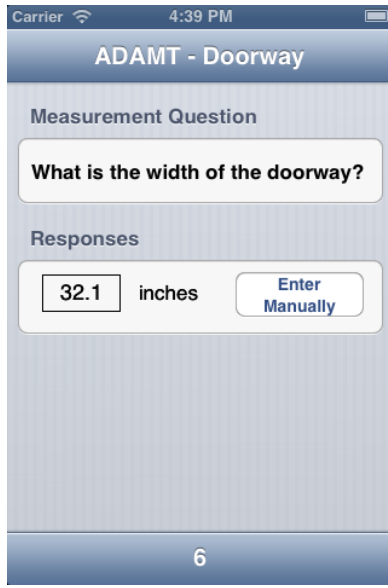 Carrier 4:39 PM
ADAMT - Doorway
Measurement Question
What is the width of the doorway?
Responses
32.1 inches Enter
Manually
6